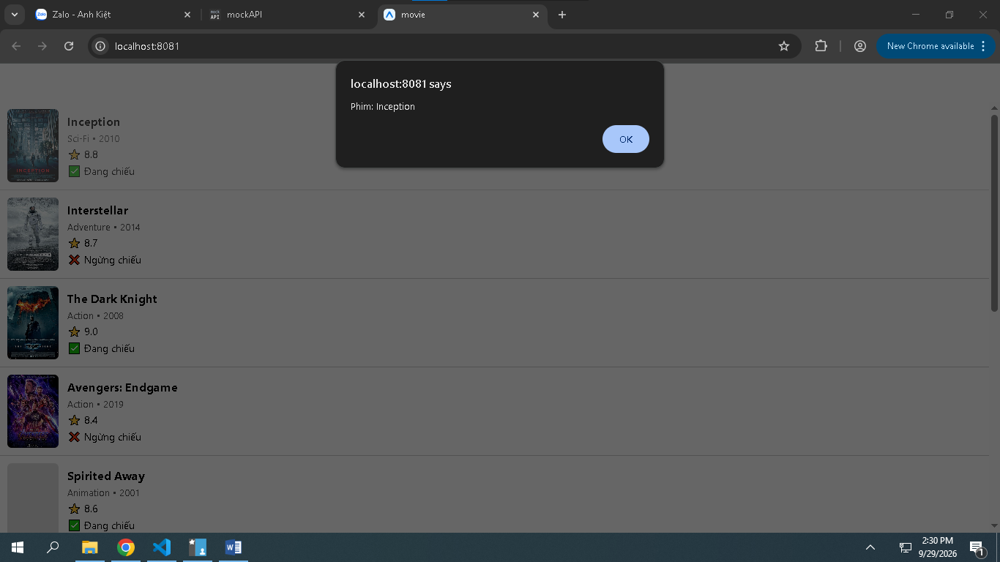 Zalo - Anh Kiệt
mockAPI
movie
localhost:8081
New Chrome available
localhost:8081 says
Phim: Inception
OK
INCEPTION
Inception
Sci-Fi • 2010
8.8
Đang chiếu
Interstellar
Adventure • 2014
8.7
Ngừng chiếu
The Dark Knight
Action • 2008
9.0
Đang chiếu
Avengers: Endgame
Action • 2019
8.4
Ngừng chiếu
Spirited Away
Animation • 2001
8.6
Đang chiếu
2:30 PM
9/29/2026
1